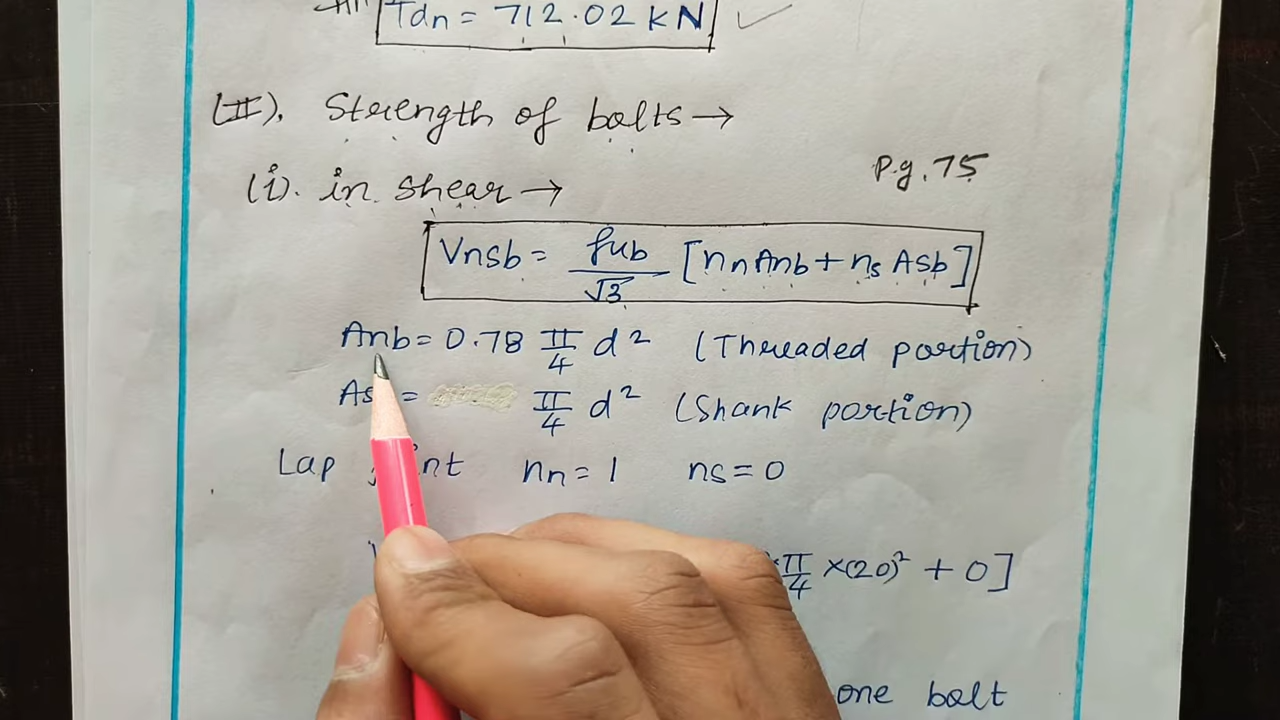 Tdn = 712.02 kN
(II). Strength of bolts →
(i). in shear → P.g. 75
Vnsb = fub/√3 [nn Anb + ns Asb]
Anb = 0.78 π/4 d² (Threaded portion)
= π/4 d² (Shank portion)
Lap nn = 1 ns = 0
π/4 ×(20)² + 0]
one bolt